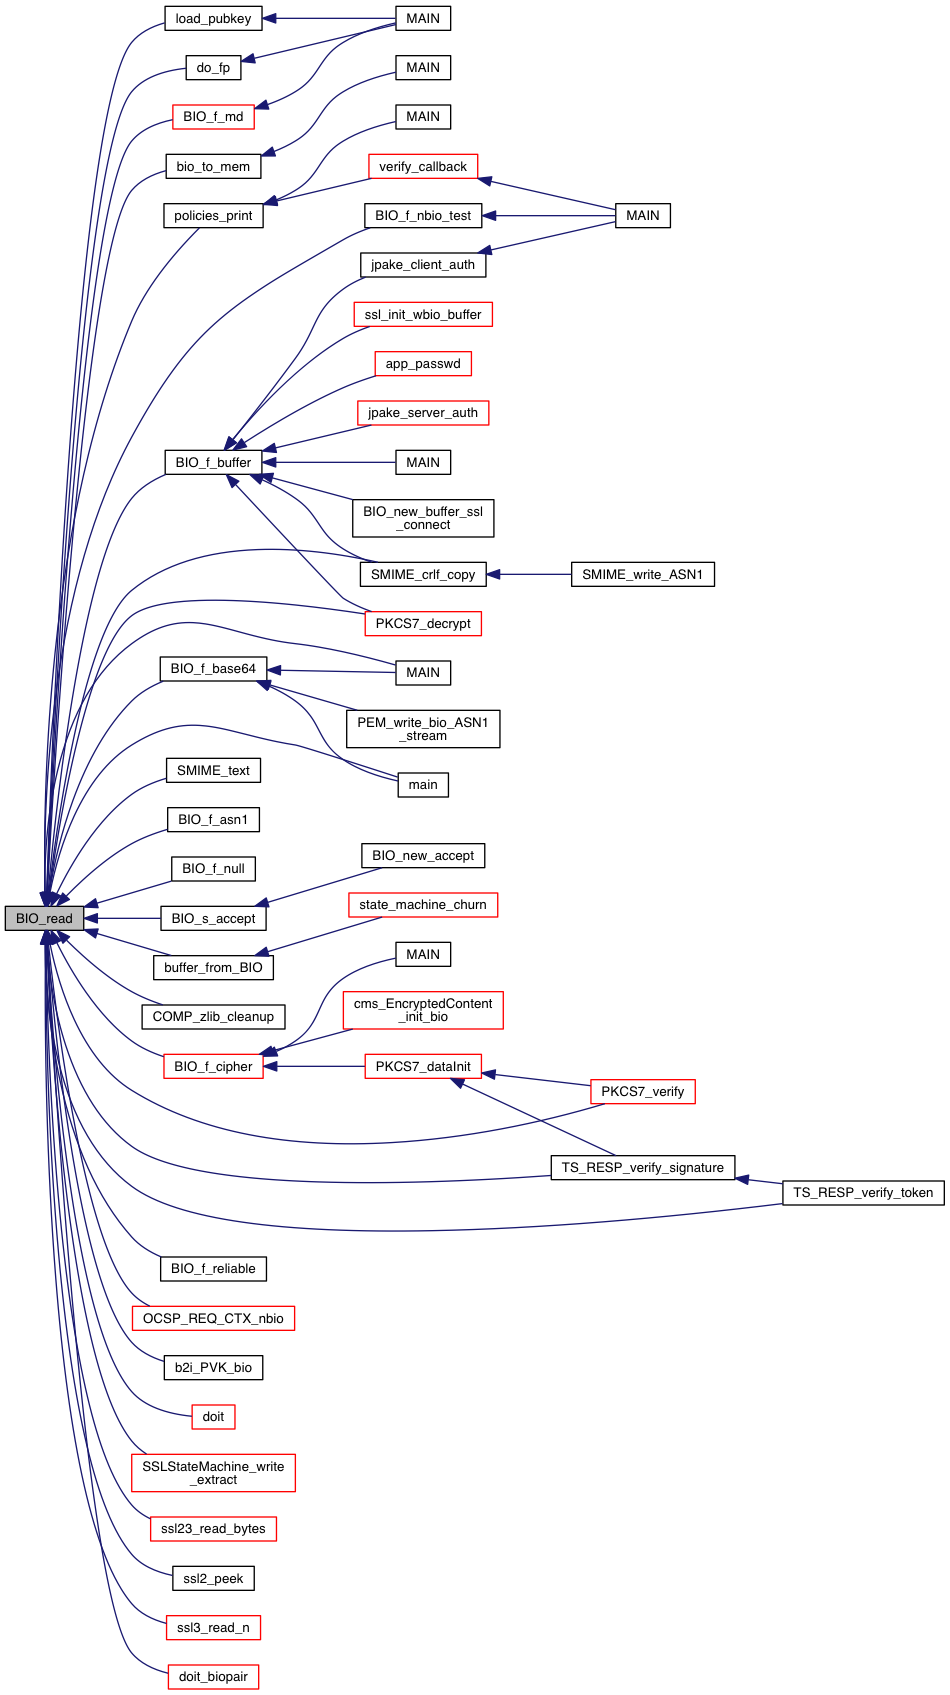 load_pubkey
MAIN
do_fp
MAIN
BIO_f_md
MAIN
bio_to_mem
verify_callback
policies_print
BIO_f_nbio_test
MAIN
jpake_client_auth
ssl_init_wbio_buffer
app_passwd
jpake_server_auth
BIO_f_buffer
MAIN
BIO_new_buffer_ssl
_connect
SMIME_crlf_copy
SMIME_write_ASN1
PKCS7_decrypt
BIO_f_base64
MAIN
PEM_write_bio_ASN1
_stream
SMIME_text
main
BIO_f_asn1
BIO_new_accept
BIO_f_null
state_machine_churn
BIO_read
BIO_s_accept
MAIN
buffer_from_BIO
cms_EncryptedContent
_init_bio
COMP_zlib_cleanup
BIO_f_cipher
PKCS7_dataInit
PKCS7_verify
TS_RESP_verify_signature
TS_RESP_verify_token
BIO_f_reliable
OCSP_REQ_CTX_nbio
b2i_PVK_bio
doit
SSLStateMachine_write
_extract
ssl23_read_bytes
ssl2_peek
ssl3_read_n
doit_biopair